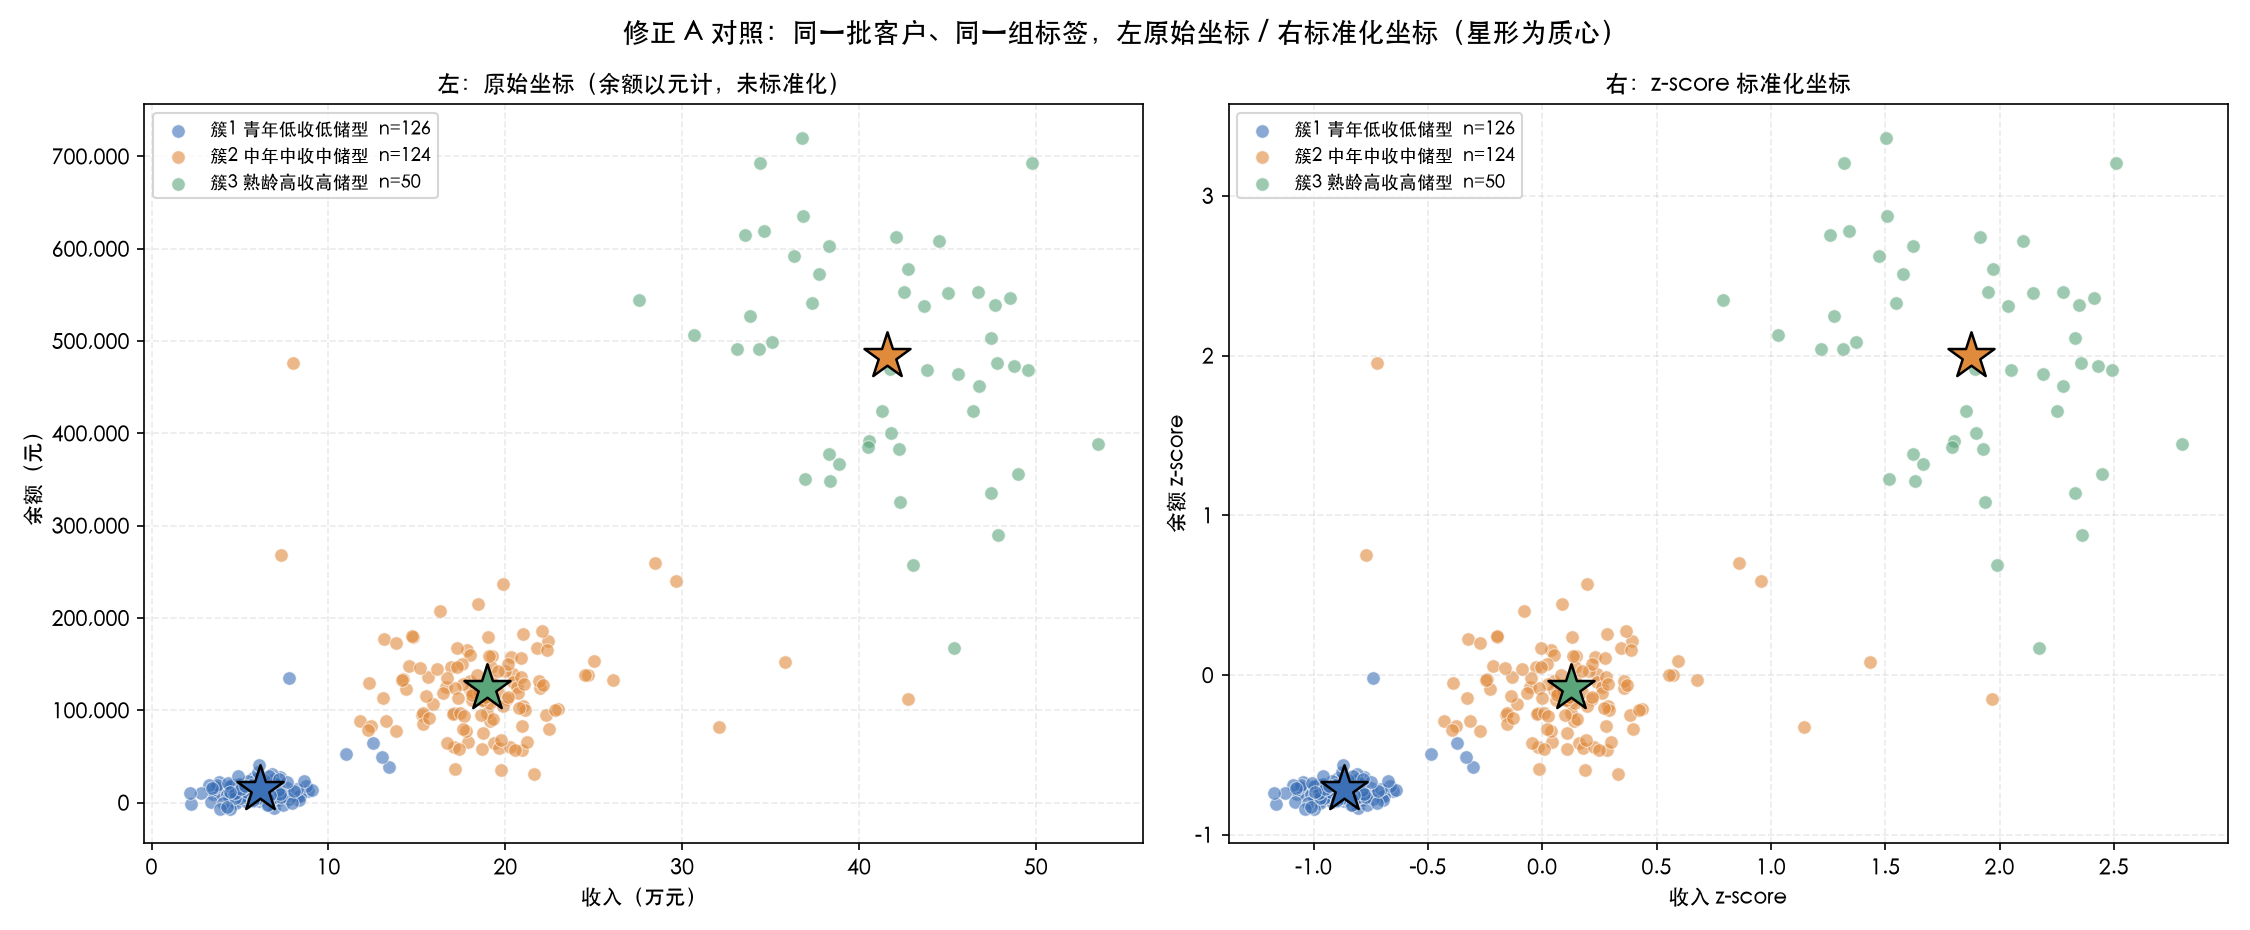 修正 A 对照：同一批客户、同一组标签，左原始坐标 / 右标准化坐标（星形为质心）
左：原始坐标（余额以元计，未标准化）
簇1 青年低收低储型 n=126
簇2 中年中收中储型 n=124
簇3 熟龄高收高储型 n=50
700,000
600,000
500,000
400,000
300,000
200,000
100,000
0
余额（元）
0 10 20 30 40 50
收入（万元）
右：z-score 标准化坐标
簇1 青年低收低储型 n=126
簇2 中年中收中储型 n=124
簇3 熟龄高收高储型 n=50
3
2
1
0
-1
余额 z-score
-1.0 -0.5 0.0 0.5 1.0 1.5 2.0 2.5
收入 z-score